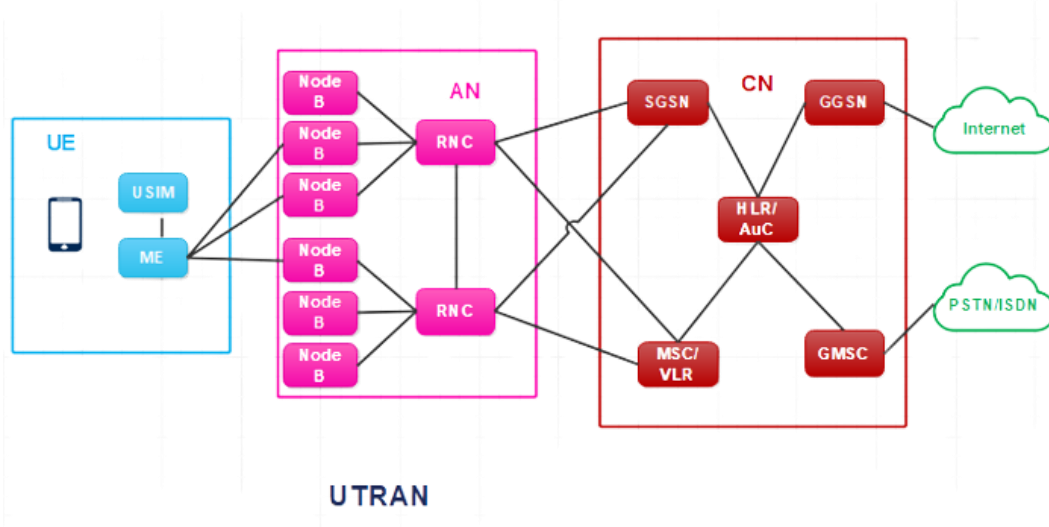 UE
USIM
ME
AN
Node
B
Node
B
Node
B
Node
B
Node
B
Node
B
RNC
RNC
CN
SGSN
GGSN
HLR/
AuC
MSC/
VLR
GMSC
Internet
PSTN/ISDN
UTRAN